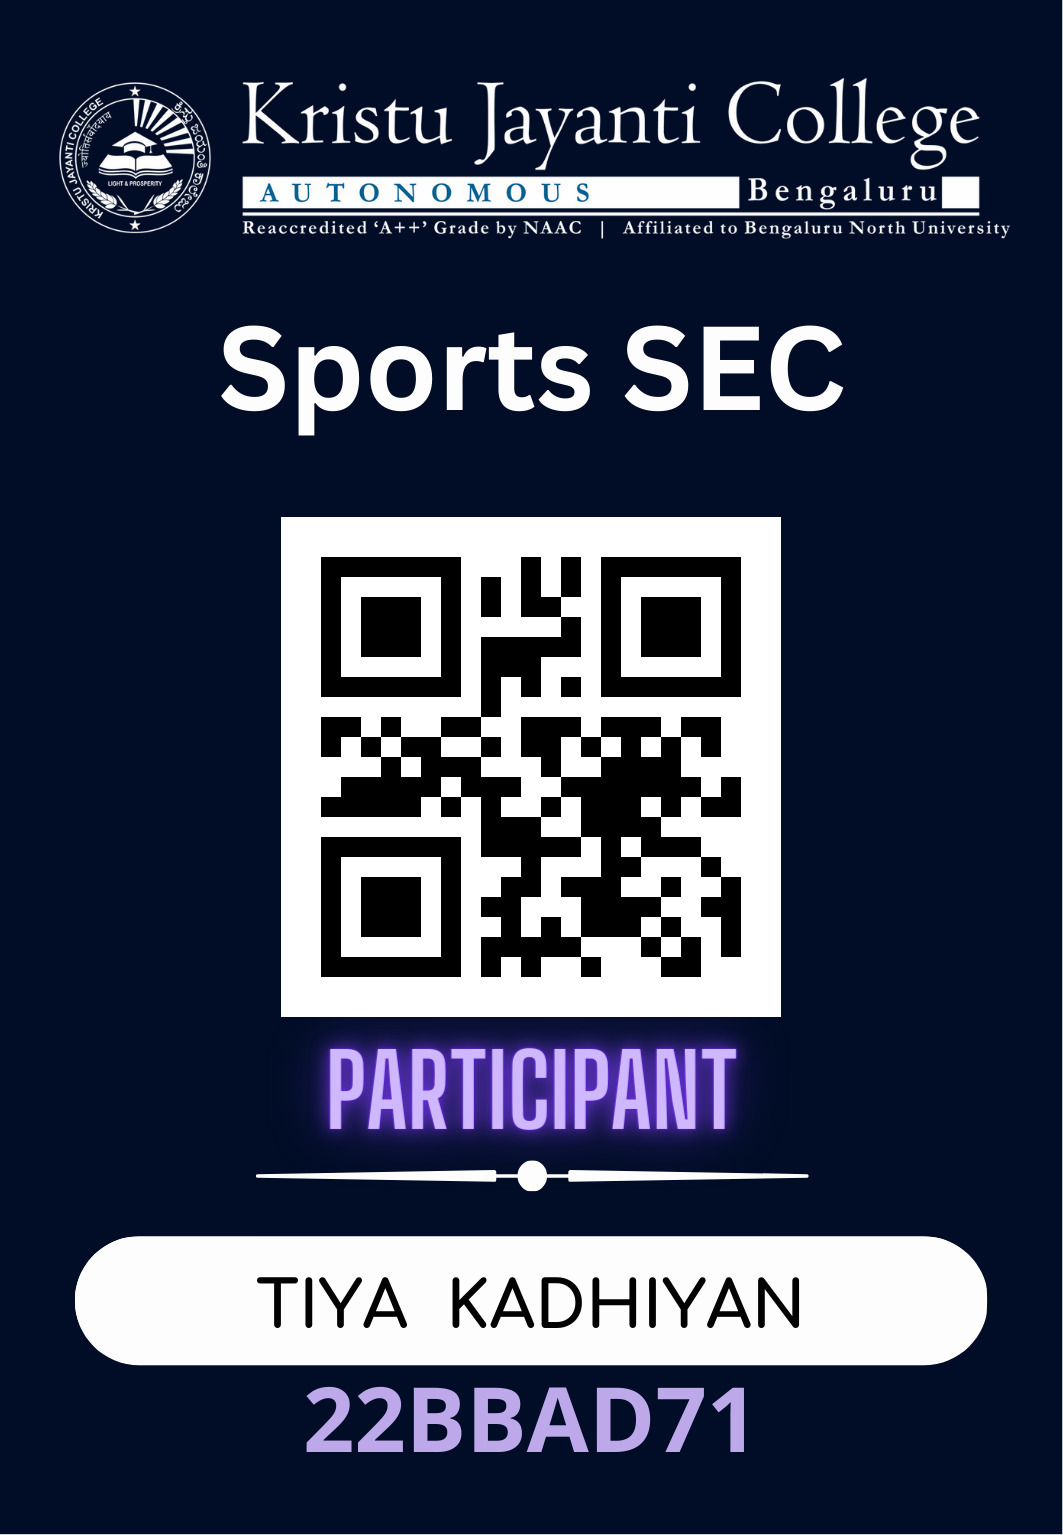 KRISTU JAYANTI COLLEGE
ಕ್ರಿಸ್ತು ಜಯಂತಿ ಕಾಲೇಜು
LIGHT & PROSPERITY
Kristu Jayanti College
AUTONOMOUS Bengaluru
Reaccredited ‘A++’ Grade by NAAC | Affiliated to Bengaluru North University
Sports SEC
PARTICIPANT
TIYA KADHIYAN
22BBAD71